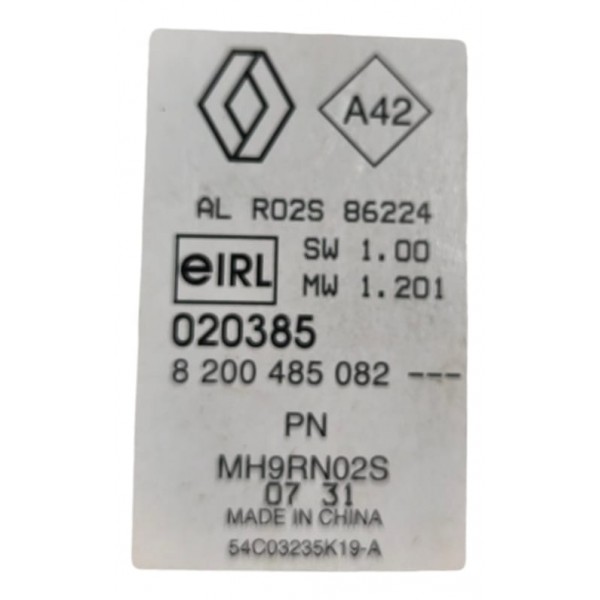 A42
AL R02S 86224
eIRL SW 1.00
MW 1.201
020385
8 200 485 082 ---
PN
MH9RN02S
07 31
MADE IN CHINA
54C03235K19-A